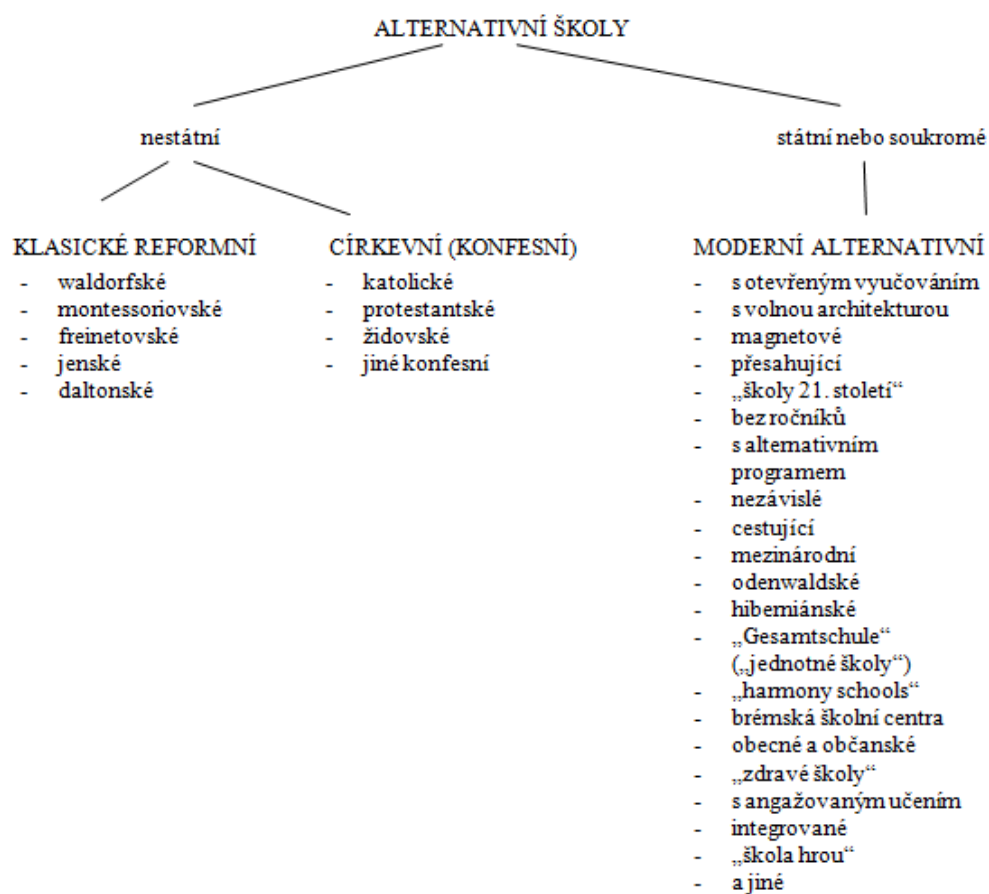 ALTERNATIVNÍ ŠKOLY
nestátní
státní nebo soukromé
KLASICKÉ REFORMNÍ
- waldorfské
- montessoriovské
- freinetovské
- jenské
- daltonské
CÍRKEVNÍ (KONFESNÍ)
- katolické
- protestantské
- židovské
- jiné konfesní
MODERNÍ ALTERNATIVNÍ
- s otevřeným vyučováním
- s volnou architekturou
- magnetové
- přesahující
- „školy 21. století“
- bez ročníků
- s alternativním
programem
- nezávislé
- cestující
- mezinárodní
- odenwaldské
- hiberniánské
- „Gesamtschule“
(„jednotné školy“)
- „harmony schools“
- brémská školní centra
- obecné a občanské
- „zdravé školy“
- s angažovaným učením
- integrované
- „škola hrou“
- a jiné